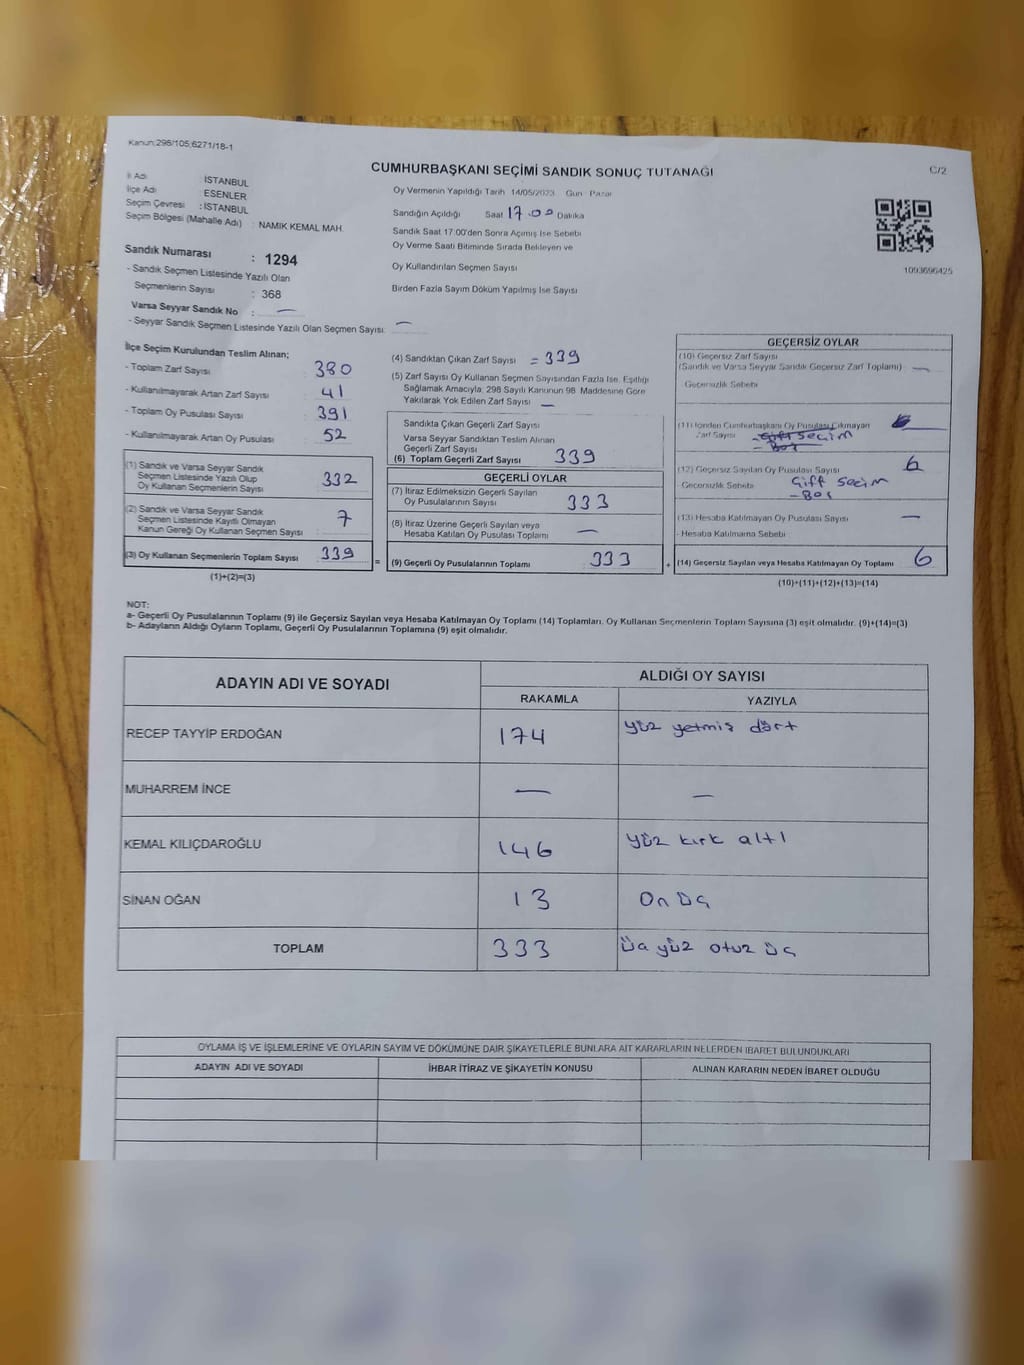 Kanun:298/105;6271/18-1
CUMHURBAŞKANI SEÇİMİ SANDIK SONUÇ TUTANAĞI
C/2
İl Adı İSTANBUL
İlçe Adı ESENLER
Seçim Çevresi : İSTANBUL
Seçim Bölgesi (Mahalle Adı) : NAMIK KEMAL MAH.
Sandık Numarası : 1294
- Sandık Seçmen Listesinde Yazılı Olan
Seçmenlerin Sayısı : 368
Varsa Seyyar Sandık No : —
- Seyyar Sandık Seçmen Listesinde Yazılı Olan Seçmen Sayısı: —
Oy Vermenin Yapıldığı Tarih 14/05/2023 Gün Pazar
Sandığın Açıldığı Saat 17.00 Dakika
Sandık Saat 17:00'den Sonra Açımış İse Sebebi
Oy Verme Saati Bitiminde Sırada Bekleyen ve
Oy Kullandırılan Seçmen Sayısı
Birden Fazla Sayım Döküm Yapılmış İse Sayısı
1093696425
İlçe Seçim Kurulundan Teslim Alınan;
- Toplam Zarf Sayısı 380
- Kullanılmayarak Artan Zarf Sayısı 41
- Toplam Oy Pusulası Sayısı 391
- Kullanılmayarak Artan Oy Pusulası 52
(1) Sandık ve Varsa Seyyar Sandık
Seçmen Listesinde Yazılı Olup
Oy Kullanan Seçmenlerin Sayısı 332
(2) Sandık ve Varsa Seyyar Sandık
Seçmen Listesinde Kayıtlı Olmayan
Kanun Gereği Oy Kullanan Seçmen Sayısı 7
(3) Oy Kullanan Seçmenlerin Toplam Sayısı 339
(1)+(2)=(3)
(4) Sandıktan Çıkan Zarf Sayısı = 339
(5) Zarf Sayısı Oy Kullanan Seçmen Sayısından Fazla İse, Eşitliği
Sağlamak Amacıyla, 298 Sayılı Kanunun 98. Maddesine Göre
Yakılarak Yok Edilen Zarf Sayısı —
Sandıkta Çıkan Geçerli Zarf Sayısı
Varsa Seyyar Sandıktan Teslim Alınan
Geçerli Zarf Sayısı
(6) Toplam Geçerli Zarf Sayısı 339
GEÇERLİ OYLAR
(7) İtiraz Edilmeksizin Geçerli Sayılan
Oy Pusulalarının Sayısı 333
(8) İtiraz Üzerine Geçerli Sayılan veya
Hesaba Katılan Oy Pusulası Toplamı —
= (9) Geçerli Oy Pusulalarının Toplamı 333 +
GEÇERSİZ OYLAR
(10) Geçersiz Zarf Sayısı
(Sandık ve Varsa Seyyar Sandık Geçersiz Zarf Toplamı) —
Geçersizlik Sebebi
(11) İçinden Cumhurbaşkanı Oy Pusulası Çıkmayan
Zarf Sayısı —
(12) Geçersiz Sayılan Oy Pusulası Sayısı 6
Geçersizlik Sebebi Çift Seçim
- Boş
(13) Hesaba Katılmayan Oy Pusulası Sayısı —
- Hesaba Katılmama Sebebi
(14) Geçersiz Sayılan veya Hesaba Katılmayan Oy Toplamı 6
(10)+(11)+(12)+(13)=(14)
NOT:
a- Geçerli Oy Pusulalarının Toplamı (9) ile Geçersiz Sayılan veya Hesaba Katılmayan Oy Toplamı (14) Toplamları, Oy Kullanan Seçmenlerin Toplam Sayısına (3) eşit olmalıdır. (9)+(14)=(3)
b- Adayların Aldığı Oyların Toplamı, Geçerli Oy Pusulalarının Toplamına (9) eşit olmalıdır.
ADAYIN ADI VE SOYADI ALDIĞI OY SAYISI
RAKAMLA YAZIYLA
RECEP TAYYİP ERDOĞAN 174 yüz yetmiş dört
MUHARREM İNCE — —
KEMAL KILIÇDAROĞLU 146 yüz kırk altı
SİNAN OĞAN 13 On üç
TOPLAM 333 üç yüz otuz üç
OYLAMA İŞ VE İŞLEMLERİNE VE OYLARIN SAYIM VE DÖKÜMÜNE DAİR ŞİKAYETLERLE BUNLARA AİT KARARLARIN NELERDEN İBARET BULUNDUKLARI
ADAYIN ADI VE SOYADI İHBAR İTİRAZ VE ŞİKAYETİN KONUSU ALINAN KARARIN NEDEN İBARET OLDUĞU